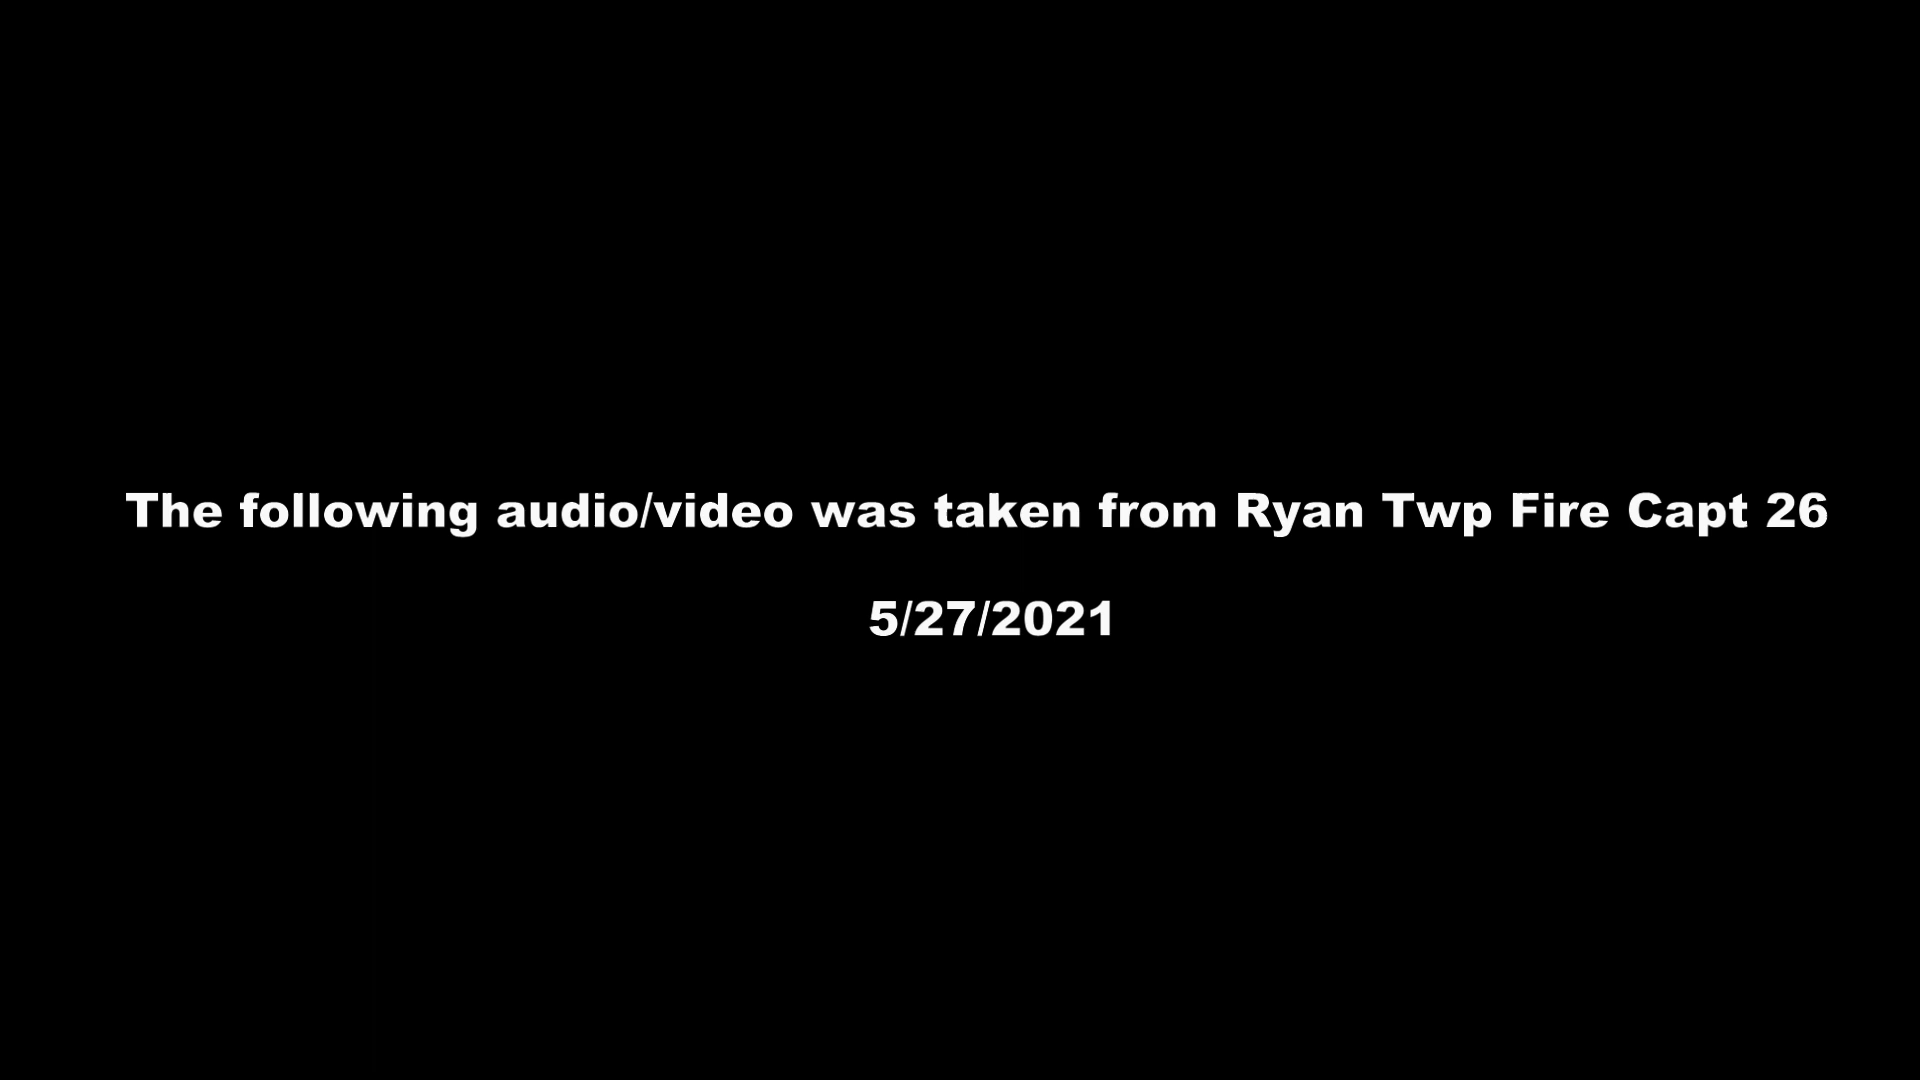 The following audio/video was taken from Ryan Twp Fire Capt 26
5/27/2021